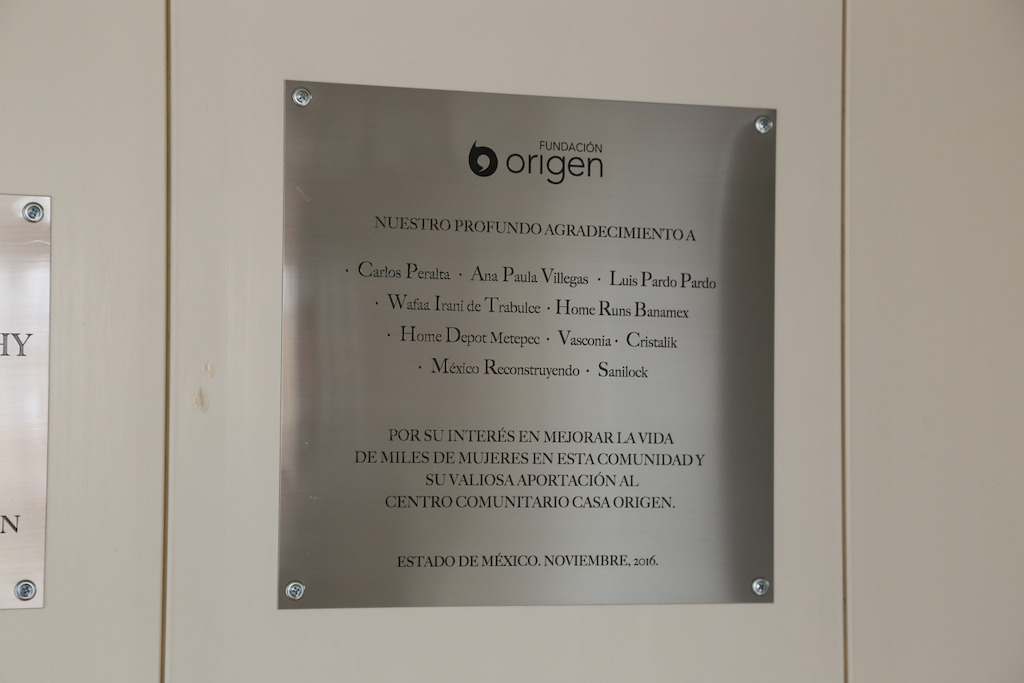 FUNDACIÓN
origen
NUESTRO PROFUNDO AGRADECIMIENTO A
· Carlos Peralta · Ana Paula Villegas · Luis Pardo Pardo
· Wafaa Irani de Trabulce · Home Runs Banamex
· Home Depot Metepec · Vasconia · Cristalik
· México Reconstruyendo · Sanilock
POR SU INTERÉS EN MEJORAR LA VIDA
DE MILES DE MUJERES EN ESTA COMUNIDAD Y
SU VALIOSA APORTACIÓN AL
CENTRO COMUNITARIO CASA ORIGEN.
ESTADO DE MÉXICO. NOVIEMBRE, 2016.